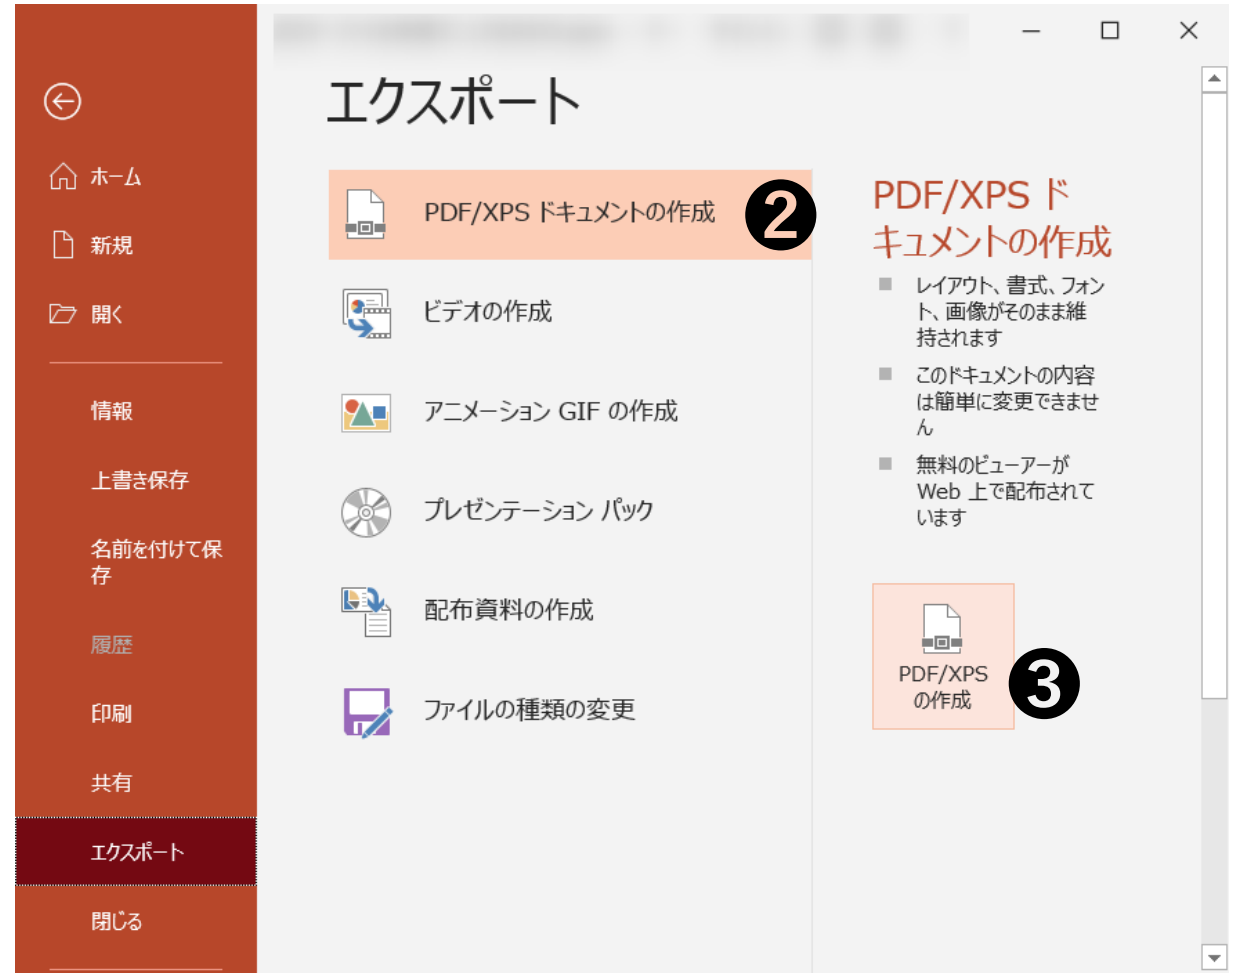 エクスポート
ホーム
新規
開く
情報
上書き保存
名前を付けて保
存
履歴
印刷
共有
エクスポート
閉じる
PDF/XPS ドキュメントの作成
2
ビデオの作成
アニメーション GIF の作成
プレゼンテーション パック
配布資料の作成
ファイルの種類の変更
PDF/XPS ド
キュメントの作成
レイアウト、書式、フォン
ト、画像がそのまま維
持されます
このドキュメントの内容
は簡単に変更できませ
ん
無料のビューアーが
Web 上で配布されて
います
PDF/XPS
の作成
3